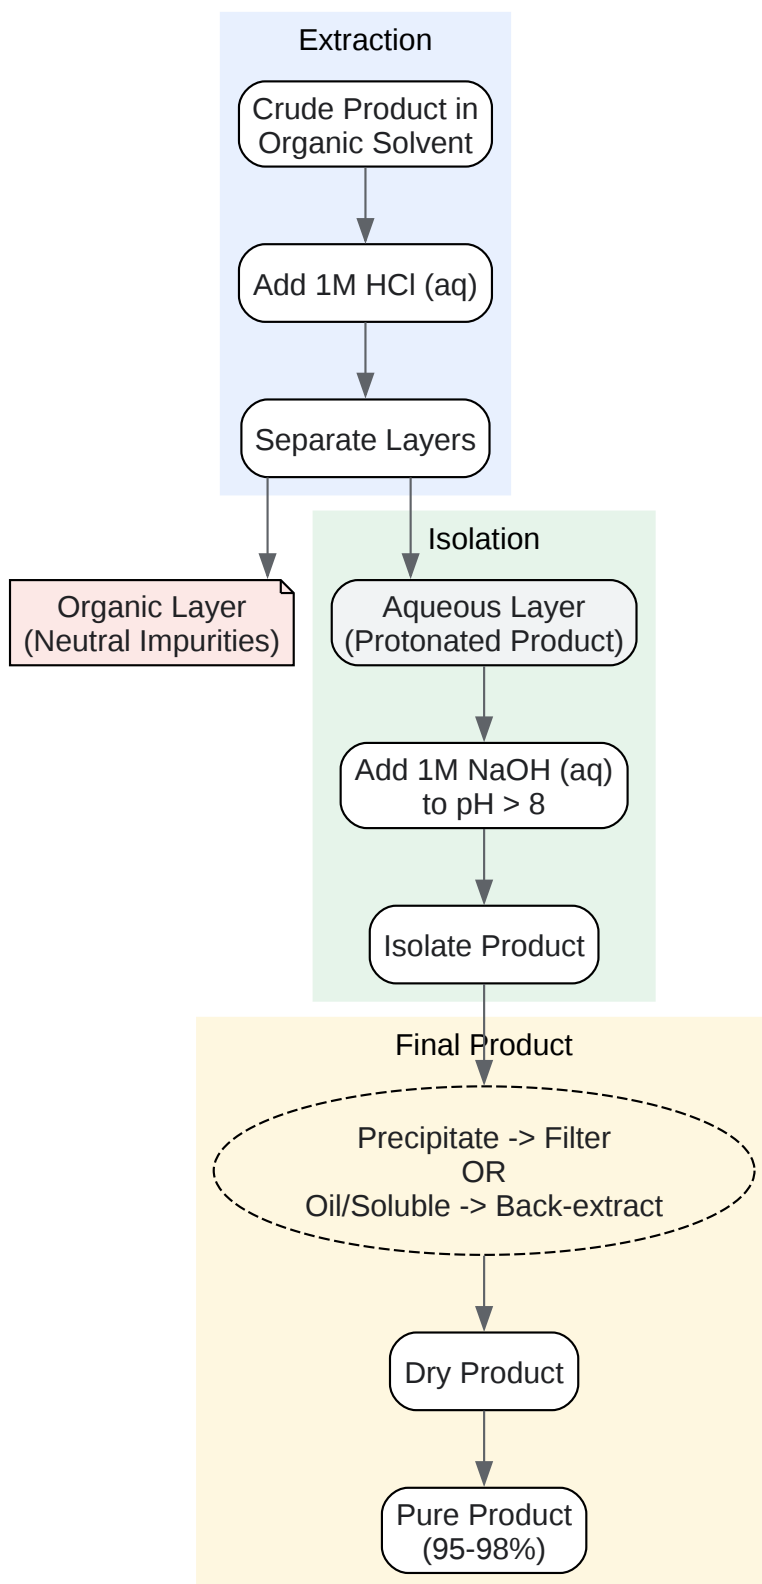 Extraction
Crude Product in
Organic Solvent
Add 1M HCl (aq)
Separate Layers
Isolation
Organic Layer
(Neutral Impurities)
Aqueous Layer
(Protonated Product)
Add 1M NaOH (aq)
to pH > 8
Isolate Product
Final Product
Precipitate -> Filter
OR
Oil/Soluble -> Back-extract
Dry Product
Pure Product
(95-98%)